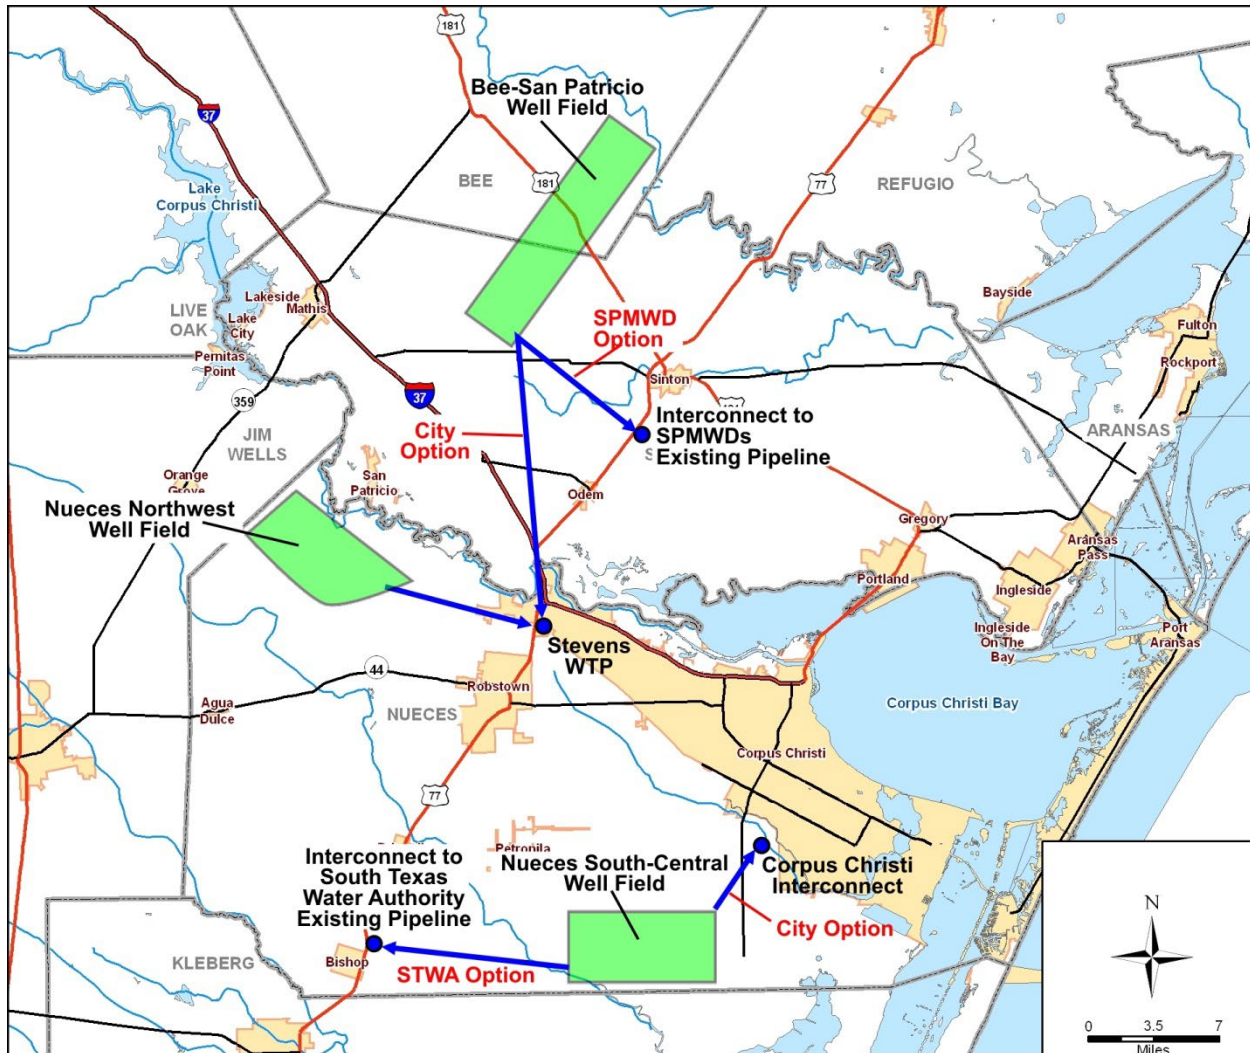 181
37
Bee-San Patricio
Well Field
BEE
181
77
REFUGIO
Lake
Corpus Christi
LIVE
OAK
Lakeside
Mathis
Lake
City
Pernitas
Point
Bayside
Fulton
Rockport
SPMWD
Option
Sinton
359
37
JIM
WELLS
City
Option
Interconnect to
SPMWDs
Existing Pipeline
ARANSAS
Orange
San
Patricio
Odem
Nueces Northwest
Well Field
Gregory
Aransas
Pass
Portland
Ingleside
Ingleside
On The
Bay
Port
Aransas
Stevens
WTP
44
Robstown
Agua
Dulce
NUECES
Corpus Christi Bay
Corpus Christi
77
Petronila
Interconnect to
South Texas
Water Authority
Existing Pipeline
Nueces South-Central
Well Field
Corpus Christi
Interconnect
City Option
KLEBERG
Bishop
STWA Option
N
0 3.5 7
Miles